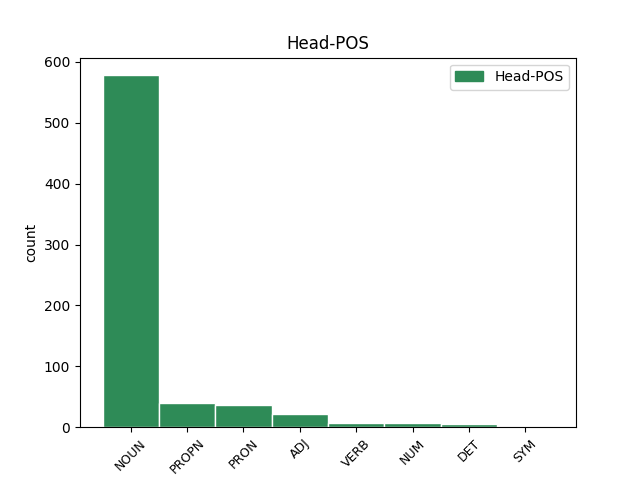 Head-POS
Head-POS
600
500
400
300
200
100
0
count
NOUN
PROPN
PRON
ADJ
VERB
NUM
DET
SYM